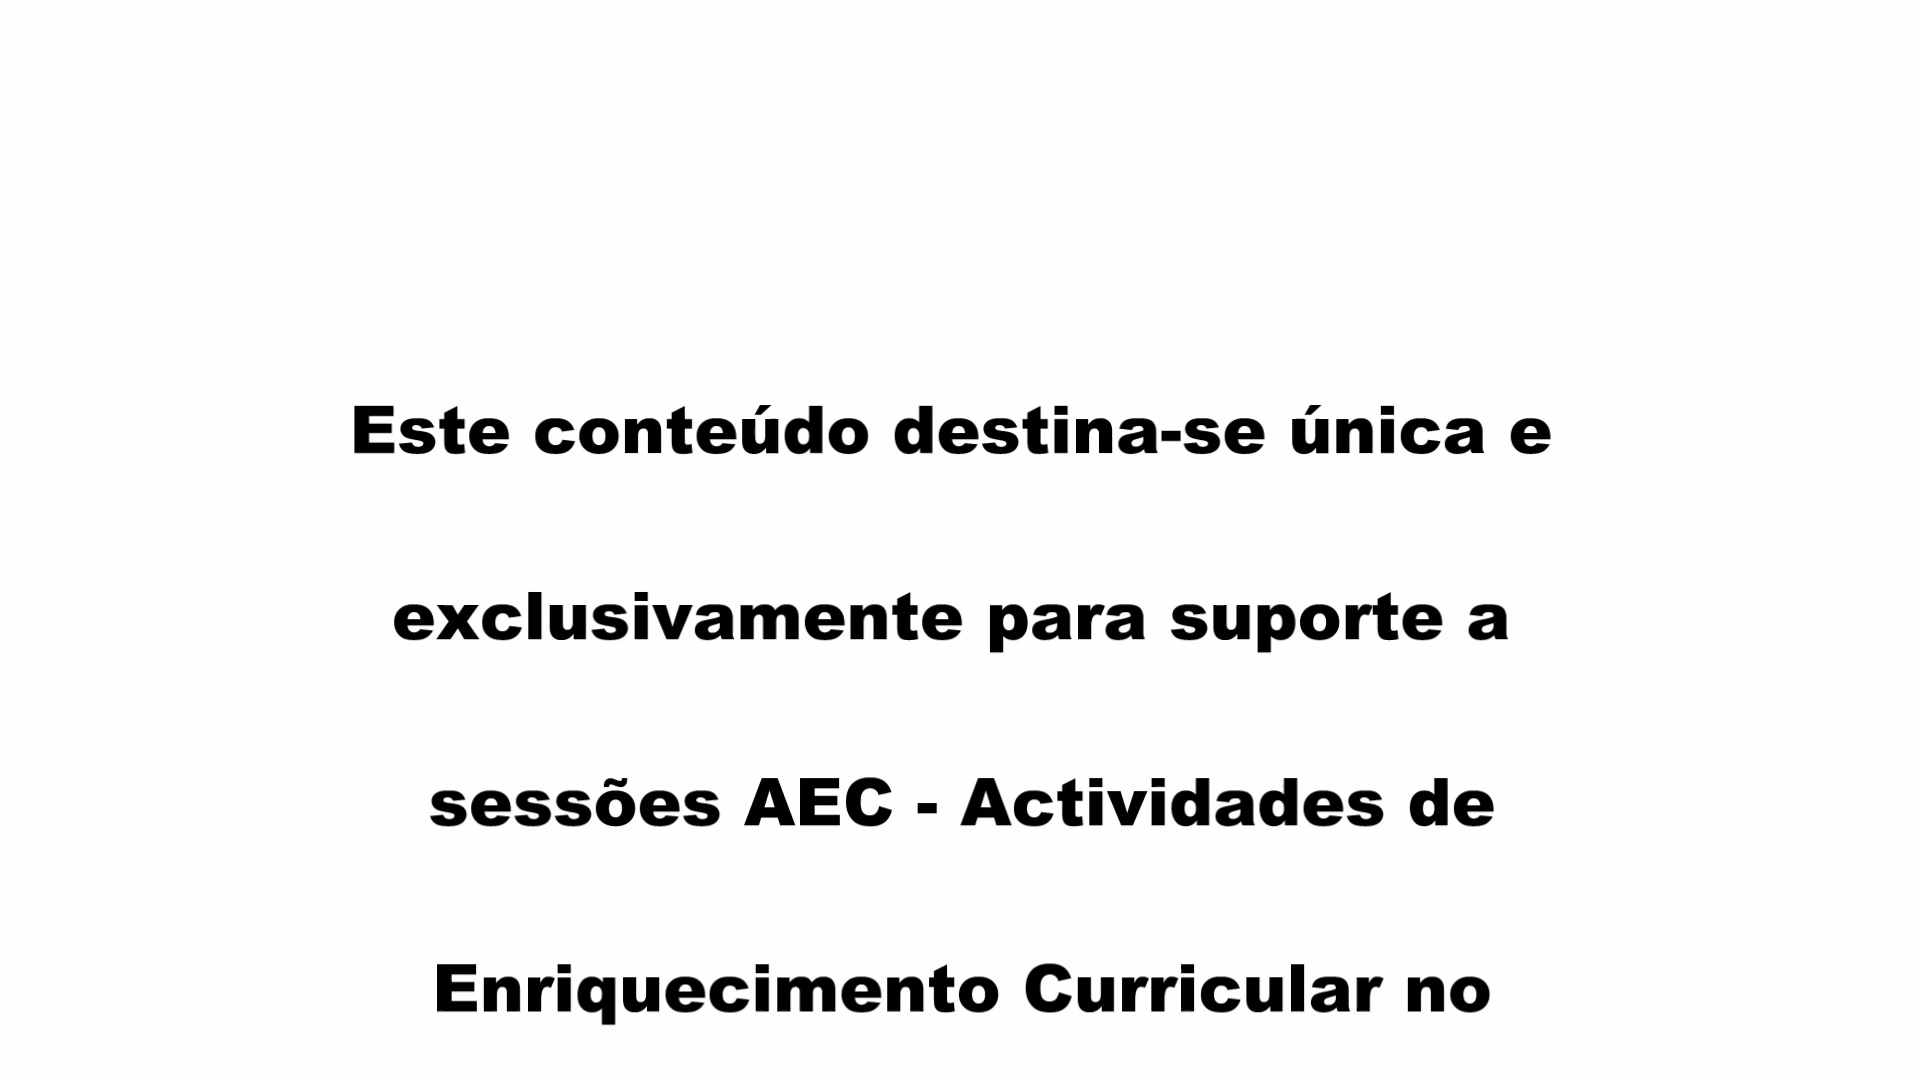 Este conteúdo destina-se única e
exclusivamente para suporte a
sessões AEC - Actividades de
Enriquecimento Curricular no